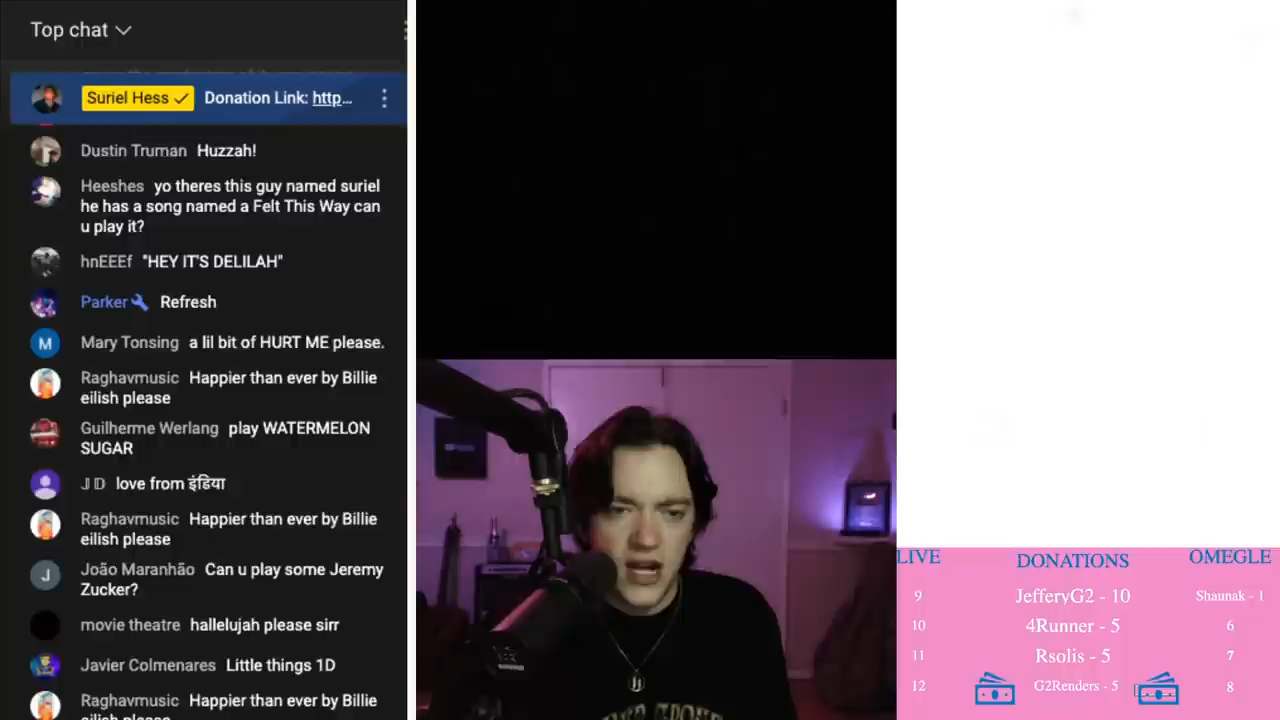 Top chat
Suriel Hess Donation Link: http...
Dustin Truman Huzzah!
Heeshes yo theres this guy named suriel
he has a song named a Felt This Way can
u play it?
hnEEEf "HEY IT'S DELILAH"
Parker Refresh
Mary Tonsing a lil bit of HURT ME please.
Raghavmusic Happier than ever by Billie
eilish please
Guilherme Werlang play WATERMELON
SUGAR
J D love from इंडिया
Raghavmusic Happier than ever by Billie
eilish please
João Maranhão Can u play some Jeremy
Zucker?
movie theatre hallelujah please sirr
Javier Colmenares Little things 1D
Raghavmusic Happier than ever by Billie
eilish please
LIVE DONATIONS OMEGLE
9 JefferyG2 - 10 Shaunak - 1
10 4Runner - 5 6
11 Rsolis - 5 7
12 G2Renders - 5 8